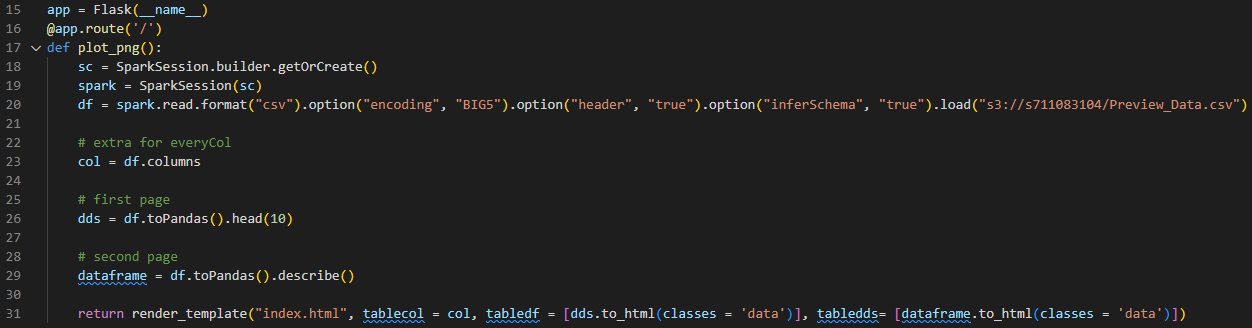 15 app = Flask(__name__)
16 @app.route('/')
17 def plot_png():
18     sc = SparkSession.builder.getOrCreate()
19     spark = SparkSession(sc)
20     df = spark.read.format("csv").option("encoding", "BIG5").option("header", "true").option("inferSchema", "true").load("s3://s711083104/Preview_Data.csv")
21
22     # extra for everyCol
23     col = df.columns
24
25     # first page
26     dds = df.toPandas().head(10)
27
28     # second page
29     dataframe = df.toPandas().describe()
30
31     return render_template("index.html", tablecol = col, tabledf = [dds.to_html(classes = 'data')], tabledds= [dataframe.to_html(classes = 'data')])